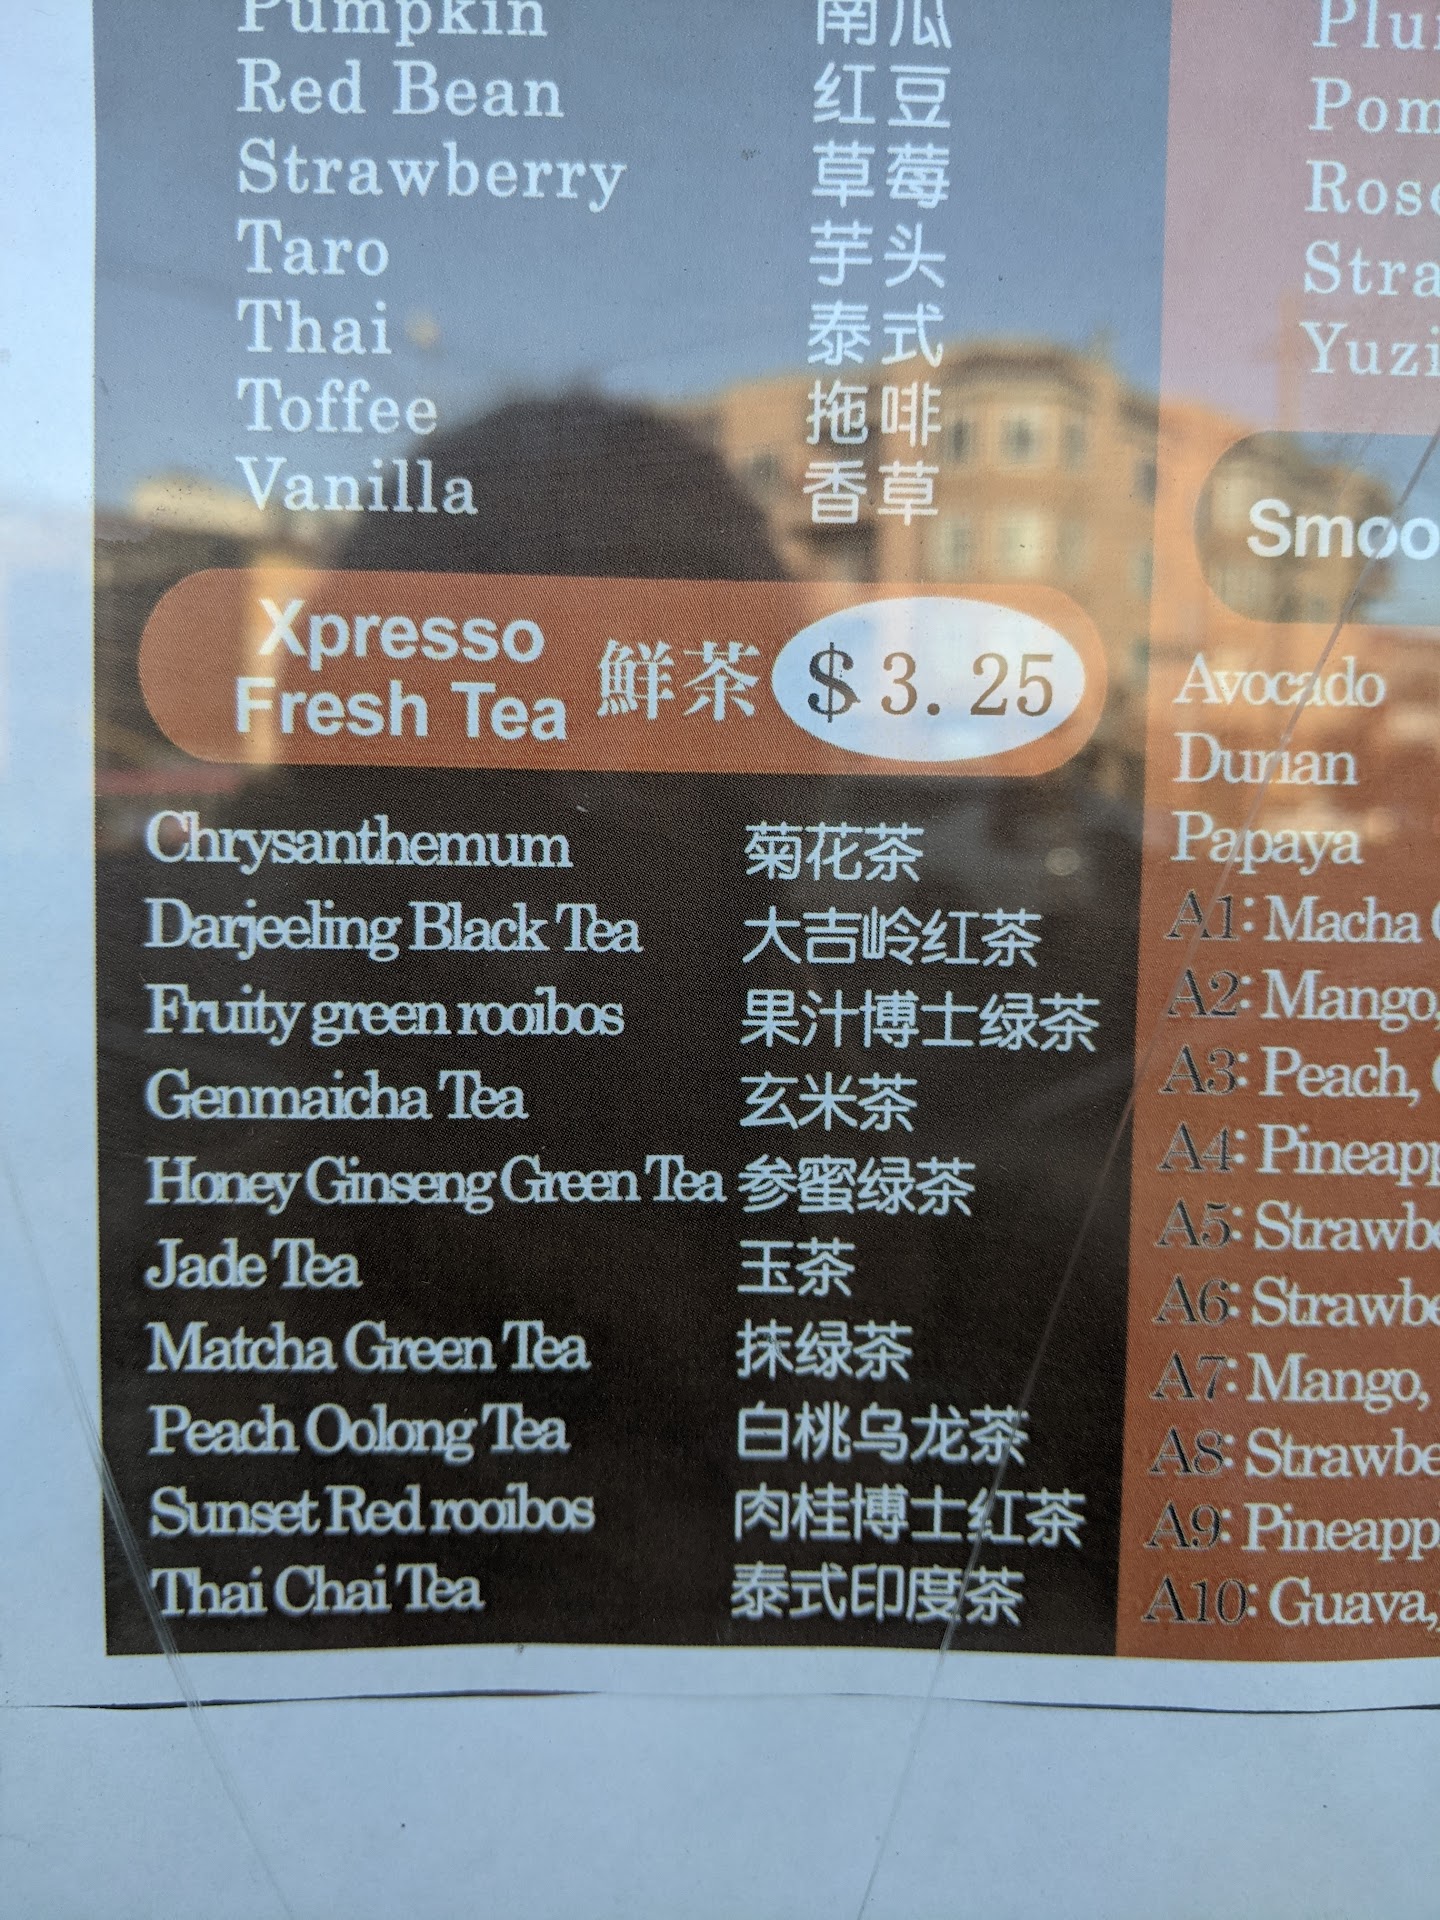 Pumpkin 南瓜
Red Bean 红豆
Strawberry 草莓
Taro 芋头
Thai 泰式
Toffee 拖啡
Vanilla 香草
Xpresso
Fresh Tea 鮮茶 $3.25
Chrysanthemum 菊花茶
Darjeeling Black Tea 大吉岭红茶
Fruity green rooibos 果汁博士绿茶
Genmaicha Tea 玄米茶
Honey Ginseng Green Tea 参蜜绿茶
Jade Tea 玉茶
Matcha Green Tea 抹绿茶
Peach Oolong Tea 白桃乌龙茶
Sunset Red rooibos 肉桂博士红茶
Thai Chai Tea 泰式印度茶
Plu
Pom
Rose
Stra
Yuzi
Smoo
Avocado
Durian
Papaya
A1: Macha
A2: Mango,
A3: Peach,
A4: Pineapp
A5: Strawbe
A6: Strawbe
A7: Mango,
A8: Strawbe
A9: Pineapp
A10: Guava,